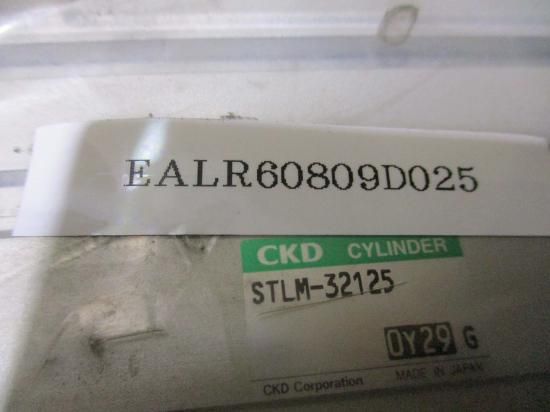 EALR60809D025
CKD CYLINDER
STLM-32125
0Y29 G
CKD Corporation MADE IN JAPAN